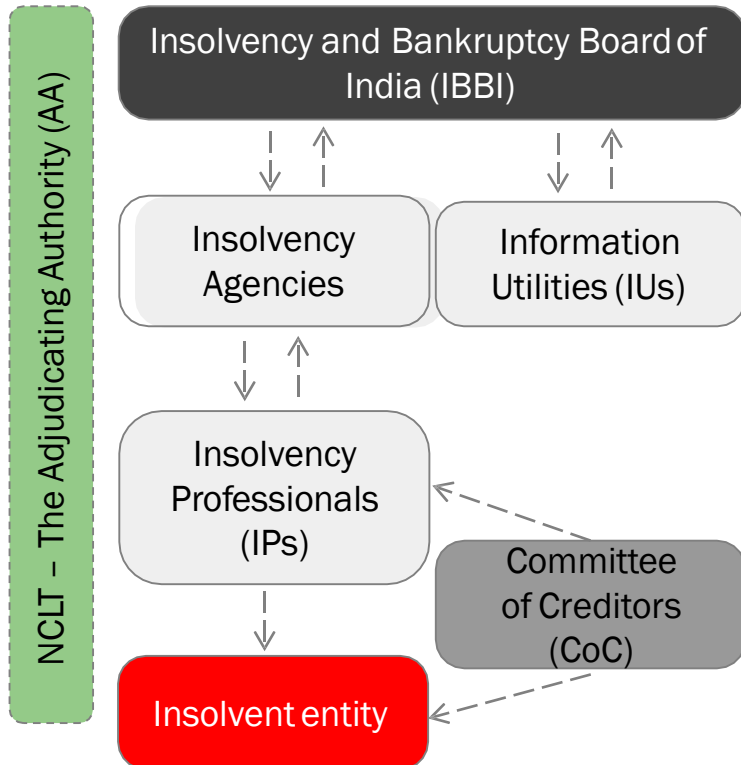 NCLT – The Adjudicating Authority (AA)
Insolvency and Bankruptcy Board of
India (IBBI)
Insolvency
Agencies
Information
Utilities (IUs)
Insolvency
Professionals
(IPs)
Committee
of Creditors
(CoC)
Insolvent entity